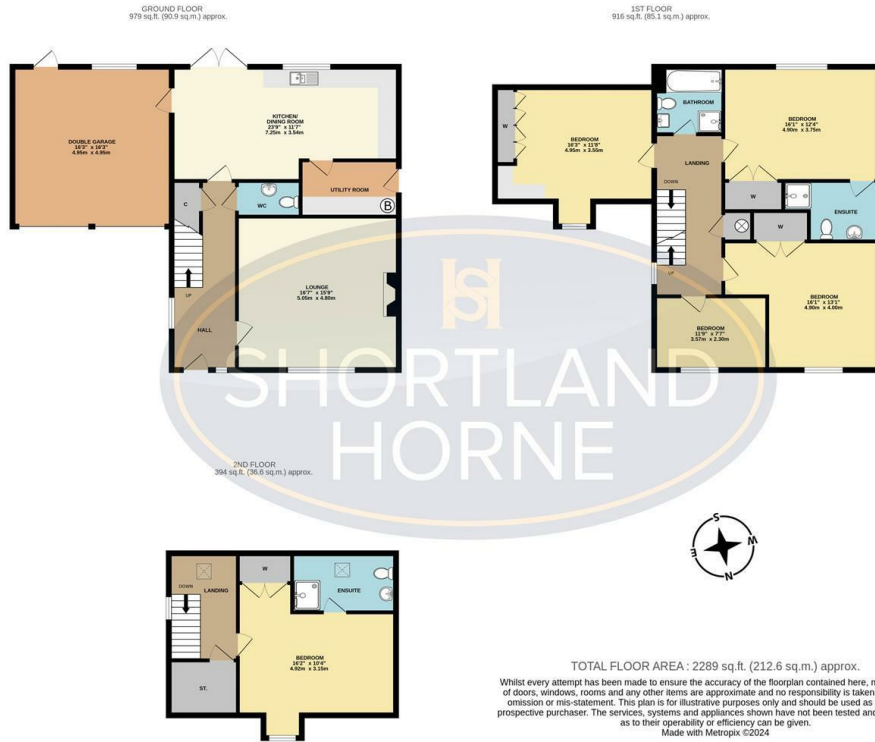 GROUND FLOOR
979 sq.ft. (90.9 sq.m.) approx.
DOUBLE GARAGE
16'3" x 16'3"
4.95m x 4.95m
KITCHEN/
DINING ROOM
23'9" x 11'7"
7.25m x 3.54m
UTILITY ROOM
B
WC
C
UP
HALL
LOUNGE
16'7" x 15'9"
5.05m x 4.80m
1ST FLOOR
916 sq.ft. (85.1 sq.m.) approx.
W
BEDROOM
16'3" x 11'8"
4.95m x 3.55m
BATHROOM
LANDING
DOWN
UP
BEDROOM
16'1" x 12'4"
4.90m x 3.75m
W
ENSUITE
W
BEDROOM
16'1" x 13'1"
4.90m x 4.00m
BEDROOM
11'9" x 7'7"
3.57m x 2.30m
SH
SHORTLAND
HORNE
2ND FLOOR
394 sq.ft. (36.6 sq.m.) approx.
DOWN
LANDING
W
ENSUITE
BEDROOM
16'2" x 10'4"
4.92m x 3.15m
ST.
S
W
E
N
TOTAL FLOOR AREA : 2289 sq.ft. (212.6 sq.m.) approx.
Whilst every attempt has been made to ensure the accuracy of the floorplan contained here, m
of doors, windows, rooms and any other items are approximate and no responsibility is taken
omission or mis-statement. This plan is for illustrative purposes only and should be used as
prospective purchaser. The services, systems and appliances shown have not been tested and
as to their operability or efficiency can be given.
Made with Metropix ©2024